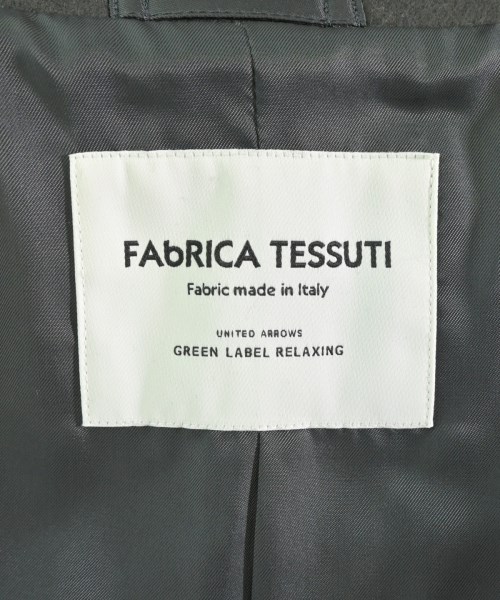 FAbRICA TESSUTI
Fabric made in Italy
UNITED ARROWS
GREEN LABEL RELAXING